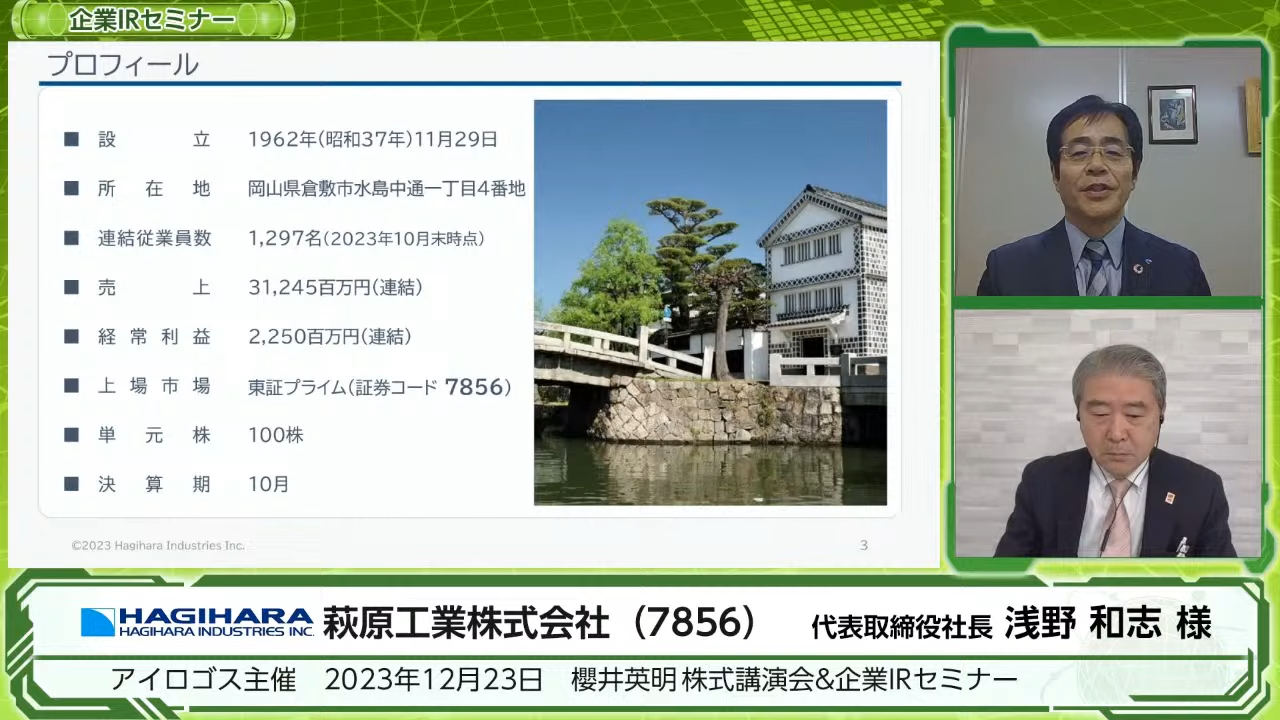 企業IRセミナー
プロフィール
■ 設立 1962年(昭和37年)11月29日
■ 所在地 岡山県倉敷市水島中通一丁目4番地
■ 連結従業員数 1,297名(2023年10月末時点)
■ 売上 31,245百万円(連結)
■ 経常利益 2,250百万円(連結)
■ 上場市場 東証プライム(証券コード 7856)
■ 単元株 100株
■ 決算期 10月
©2023 Hagihara Industries Inc.
3
HAGIHARA
HAGIHARA INDUSTRIES INC.
萩原工業株式会社（7856） 代表取締役社長 浅野 和志 様
アイロゴス主催 2023年12月23日 櫻井英明 株式講演会&企業IRセミナー